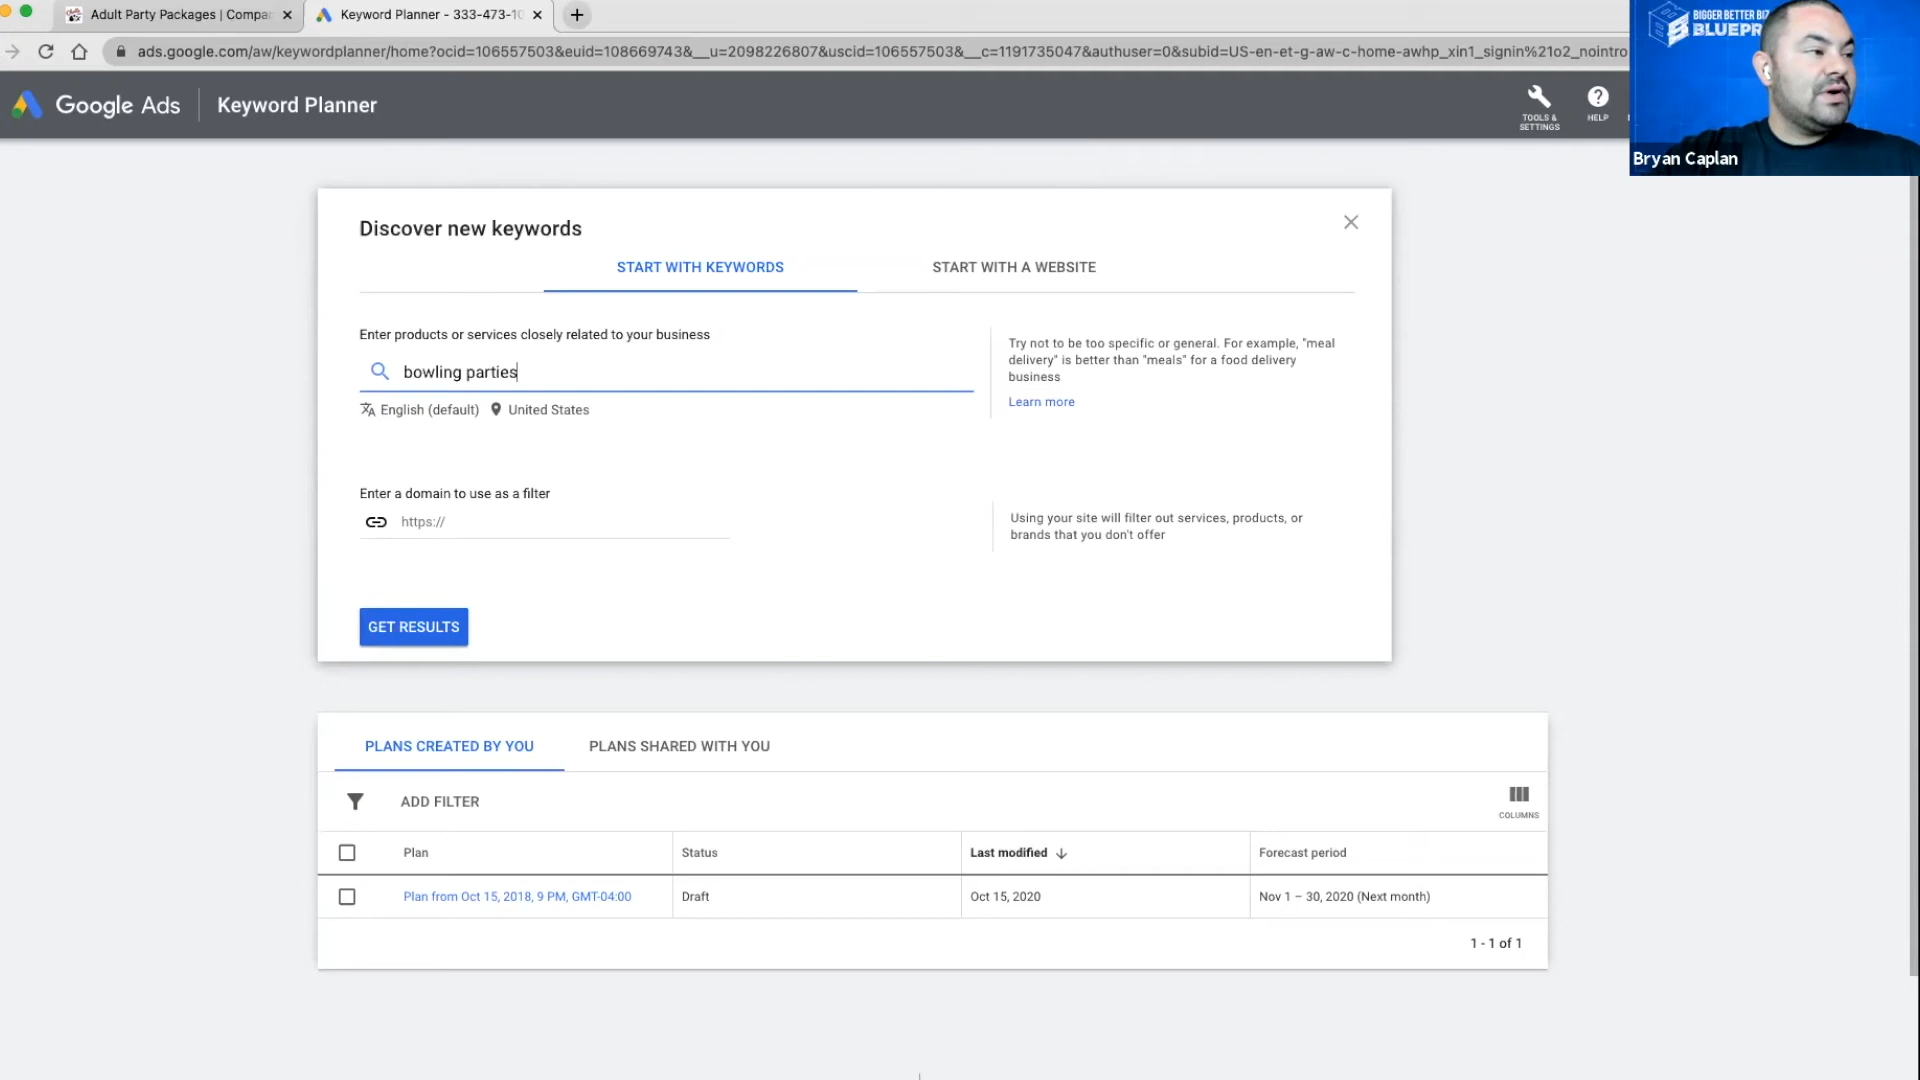 Adult Party Packages | Compa
Keyword Planner - 333-473-10
ads.google.com/aw/keywordplanner/home?ocid=106557503&euid=108669743&__u=2098226807&uscid=106557503&__c=1191735047&authuser=0&subid=US-en-et-g-aw-c-home-awhp_xin1_signin%21o2_nointro
BIGGER BETTER BIZ
BLUEPR
Bryan Caplan
Google Ads
Keyword Planner
TOOLS &
SETTINGS
HELP
Discover new keywords
START WITH KEYWORDS
START WITH A WEBSITE
Enter products or services closely related to your business
bowling parties
English (default)
United States
Try not to be too specific or general. For example, "meal
delivery" is better than "meals" for a food delivery
business
Learn more
Enter a domain to use as a filter
https://
Using your site will filter out services, products, or
brands that you don't offer
GET RESULTS
PLANS CREATED BY YOU
PLANS SHARED WITH YOU
ADD FILTER
COLUMNS
Plan
Status
Last modified
Forecast period
Plan from Oct 15, 2018, 9 PM, GMT-04:00
Draft
Oct 15, 2020
Nov 1 – 30, 2020 (Next month)
1 - 1 of 1